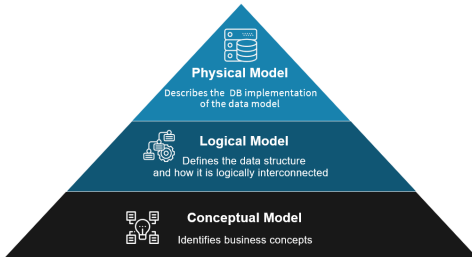 Physical Model
Describes the DB implementation
of the data model
Logical Model
Defines the data structure
and how it is logically interconnected
Conceptual Model
Identifies business concepts